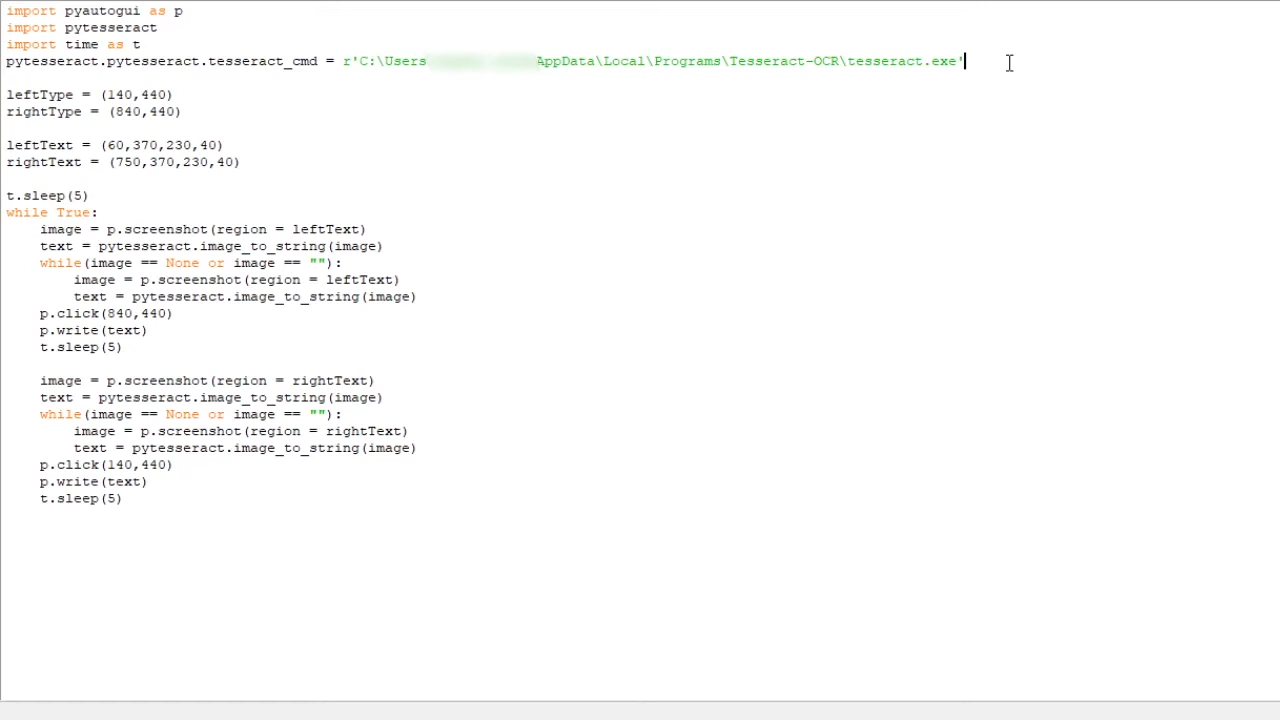 import pyautogui as p
import pytesseract
import time as t
pytesseract.pytesseract.tesseract_cmd = r'C:\Users AppData\Local\Programs\Tesseract-OCR\tesseract.exe'
leftType = (140,440)
rightType = (840,440)
leftText = (60,370,230,40)
rightText = (750,370,230,40)
t.sleep(5)
while True:
    image = p.screenshot(region = leftText)
    text = pytesseract.image_to_string(image)
    while(image == None or image == ""):
        image = p.screenshot(region = leftText)
        text = pytesseract.image_to_string(image)
    p.click(840,440)
    p.write(text)
    t.sleep(5)
    image = p.screenshot(region = rightText)
    text = pytesseract.image_to_string(image)
    while(image == None or image == ""):
        image = p.screenshot(region = rightText)
        text = pytesseract.image_to_string(image)
    p.click(140,440)
    p.write(text)
    t.sleep(5)